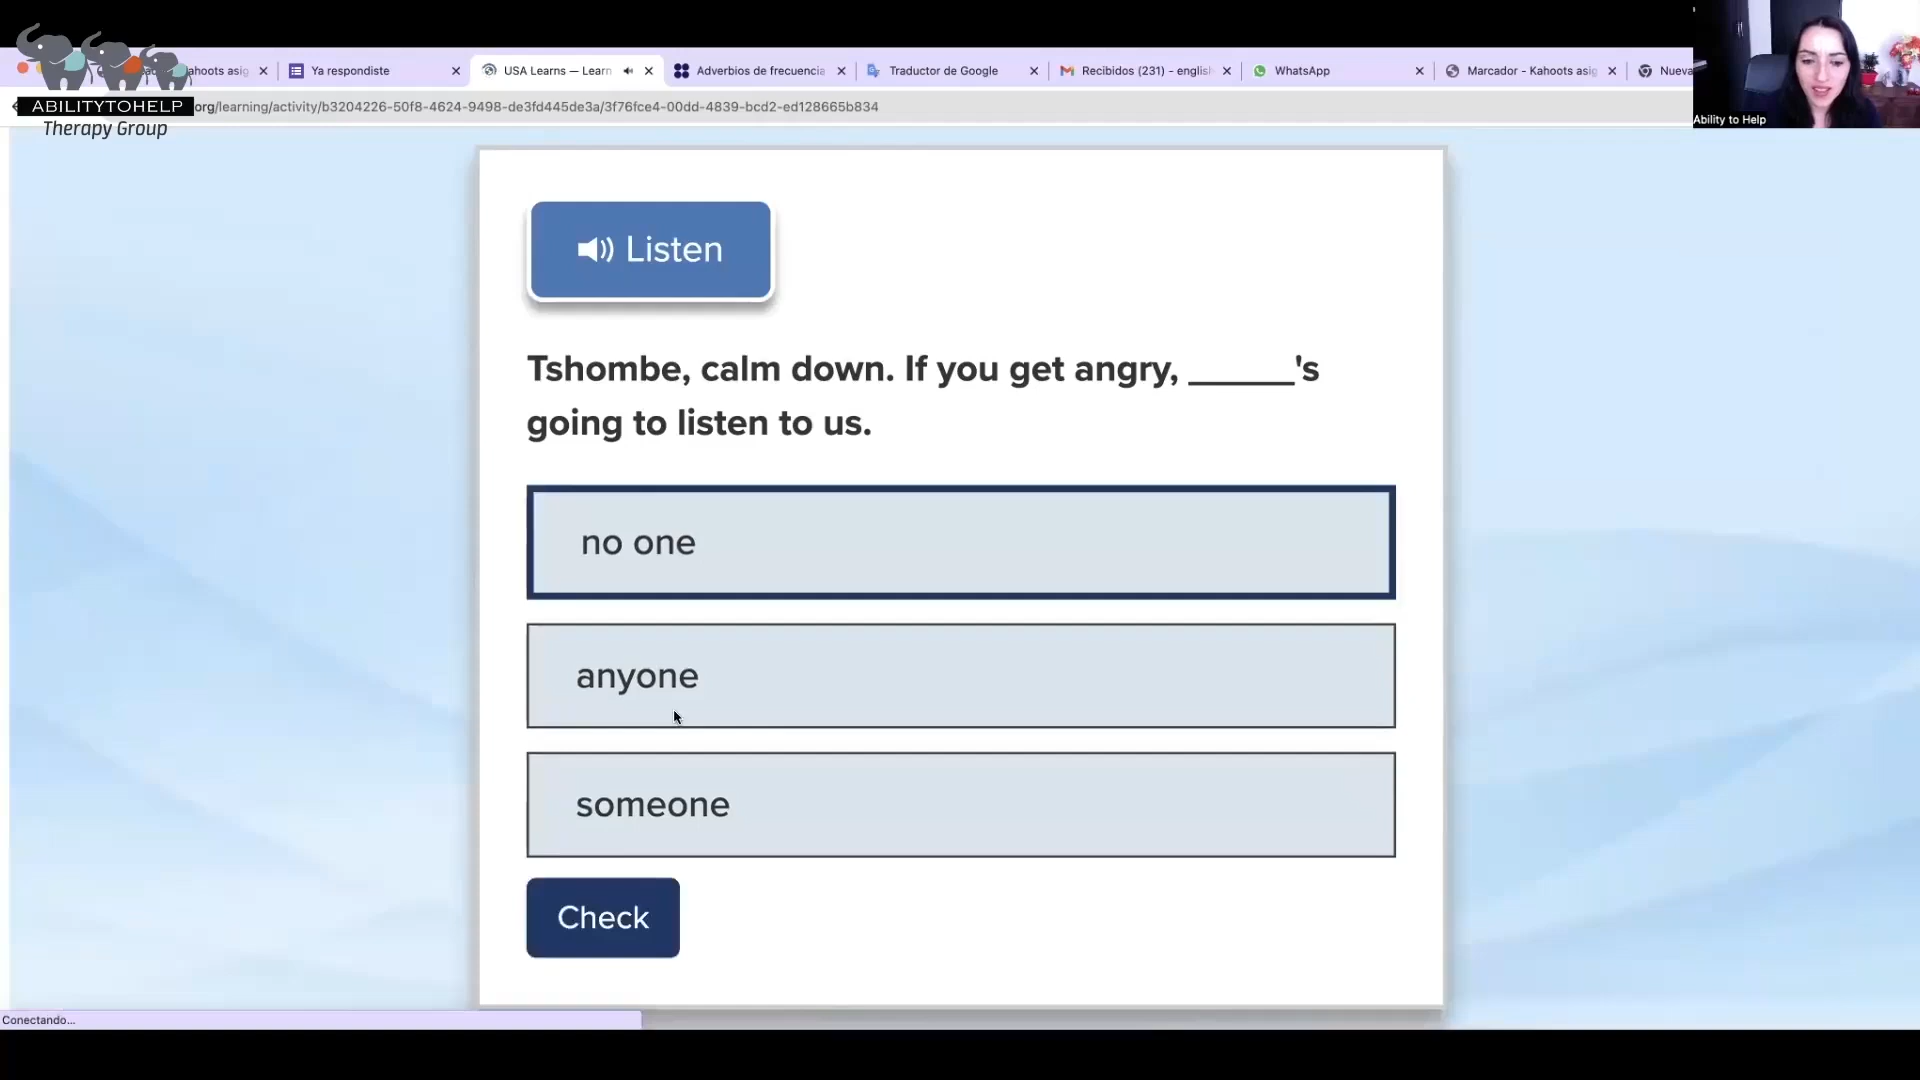 ahoots asig
Ya respondiste
USA Learns — Learn
Adverbios de frecuencia
Traductor de Google
Recibidos (231) - english
WhatsApp
Marcador - Kahoots asig
Nueva
ABILITYTOHELP
Therapy Group
org/learning/activity/b3204226-50f8-4624-9498-de3fd445de3a/3f76fce4-00dd-4839-bcd2-ed128665b834
Ability to Help
Listen
Tshombe, calm down. If you get angry, ______'s
going to listen to us.
no one
anyone
someone
Check
Conectando...